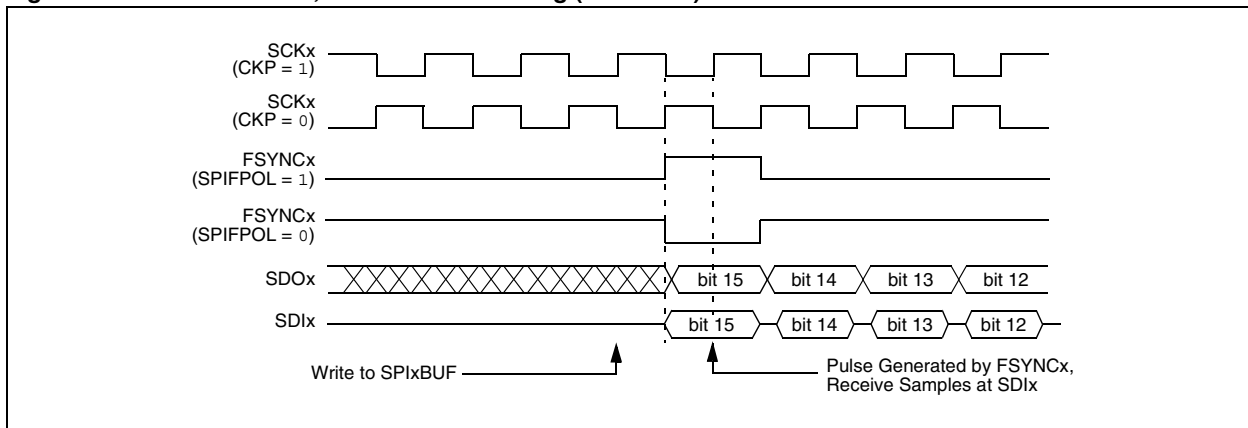 SCKx
(CKP = 1)
SCKx
(CKP = 0)
FSYNCx
(SPIFPOL = 1)
FSYNCx
(SPIFPOL = 0)
SDOx bit 15 bit 14 bit 13 bit 12
SDIx bit 15 bit 14 bit 13 bit 12
Write to SPIxBUF
Pulse Generated by FSYNCx,
Receive Samples at SDIx